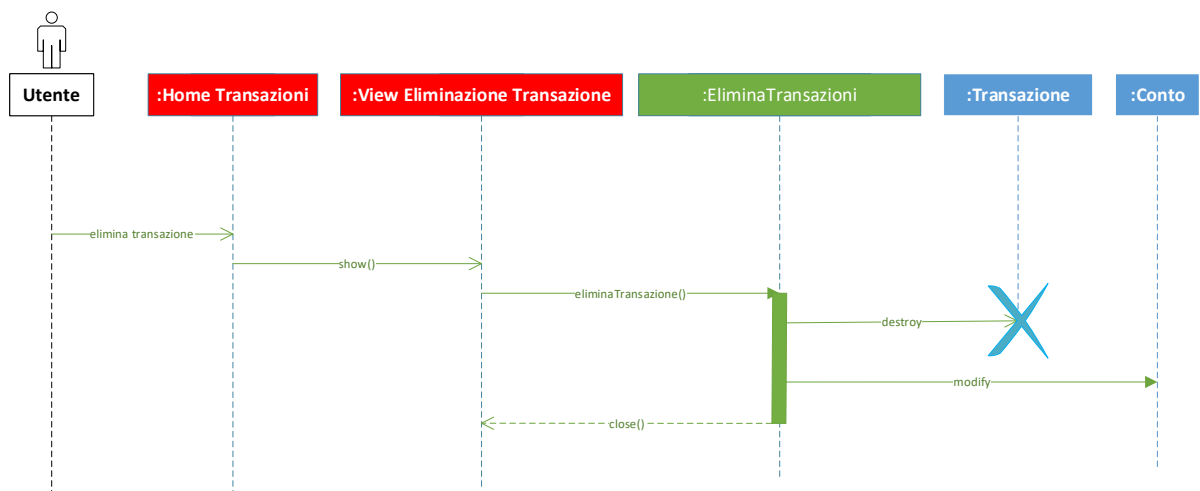 Utente
:Home Transazioni
:View Eliminazione Transazione
:EliminaTransazioni
:Transazione
:Conto
elimina transazione
show()
eliminaTransazione()
destroy
modify
close()